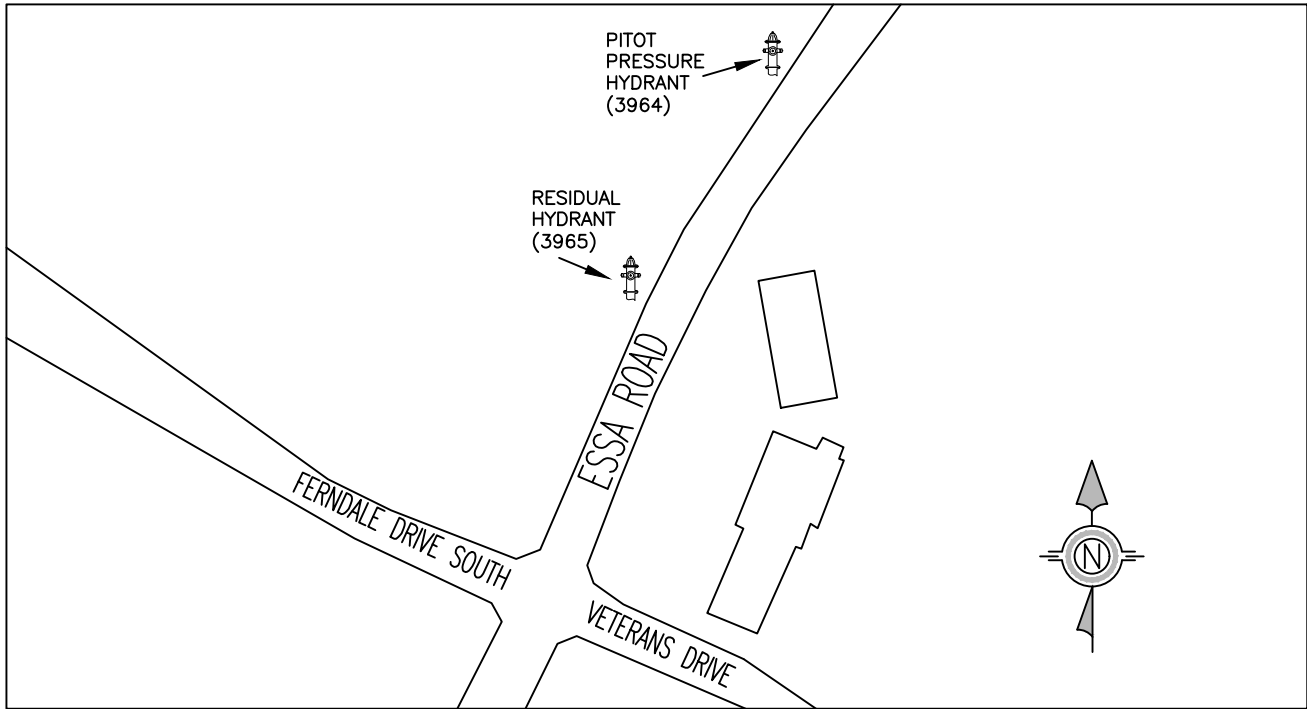 PITOT
PRESSURE
HYDRANT
(3964)
RESIDUAL
HYDRANT
(3965)
ESSA ROAD
FERNDALE DRIVE SOUTH
VETERANS DRIVE
N